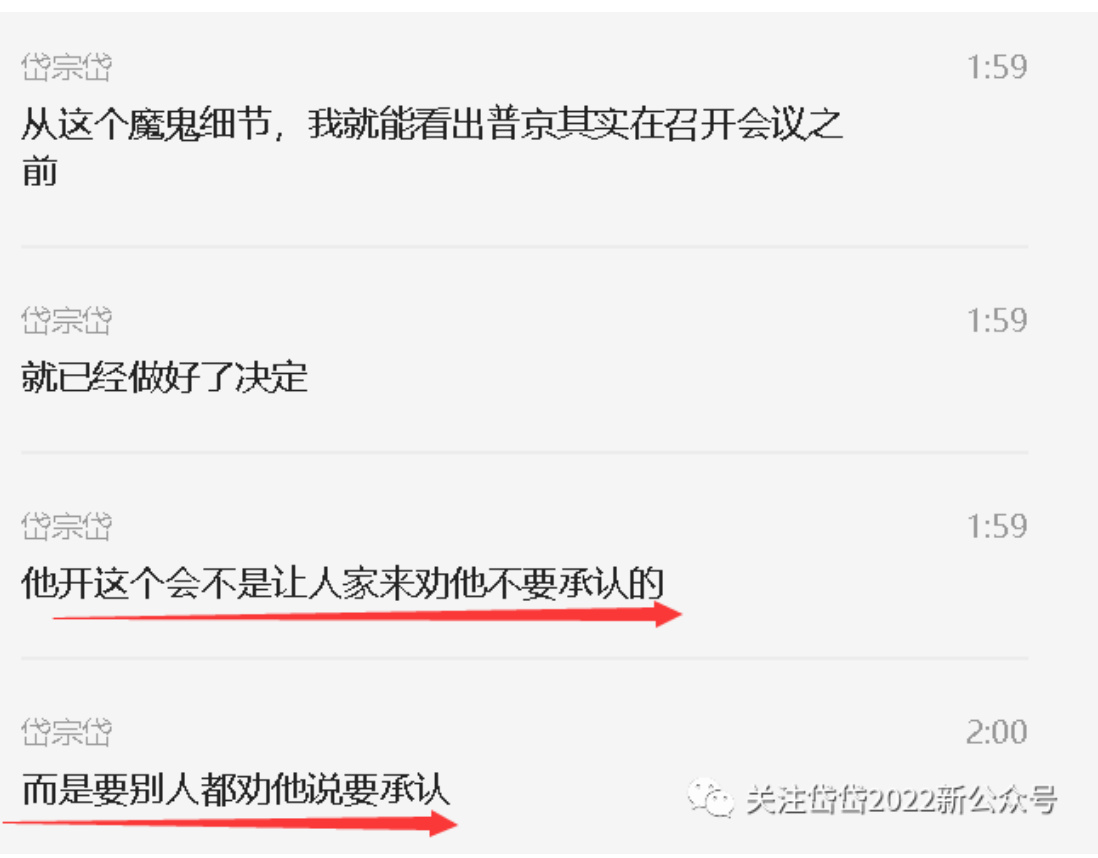 岱宗岱 1:59
从这个魔鬼细节，我就能看出普京其实在召开会议之
前
岱宗岱 1:59
就已经做好了决定
岱宗岱 1:59
他开这个会不是让人家来劝他不要承认的
岱宗岱 2:00
而是要别人都劝他说要承认
关注岱岱2022新公众号